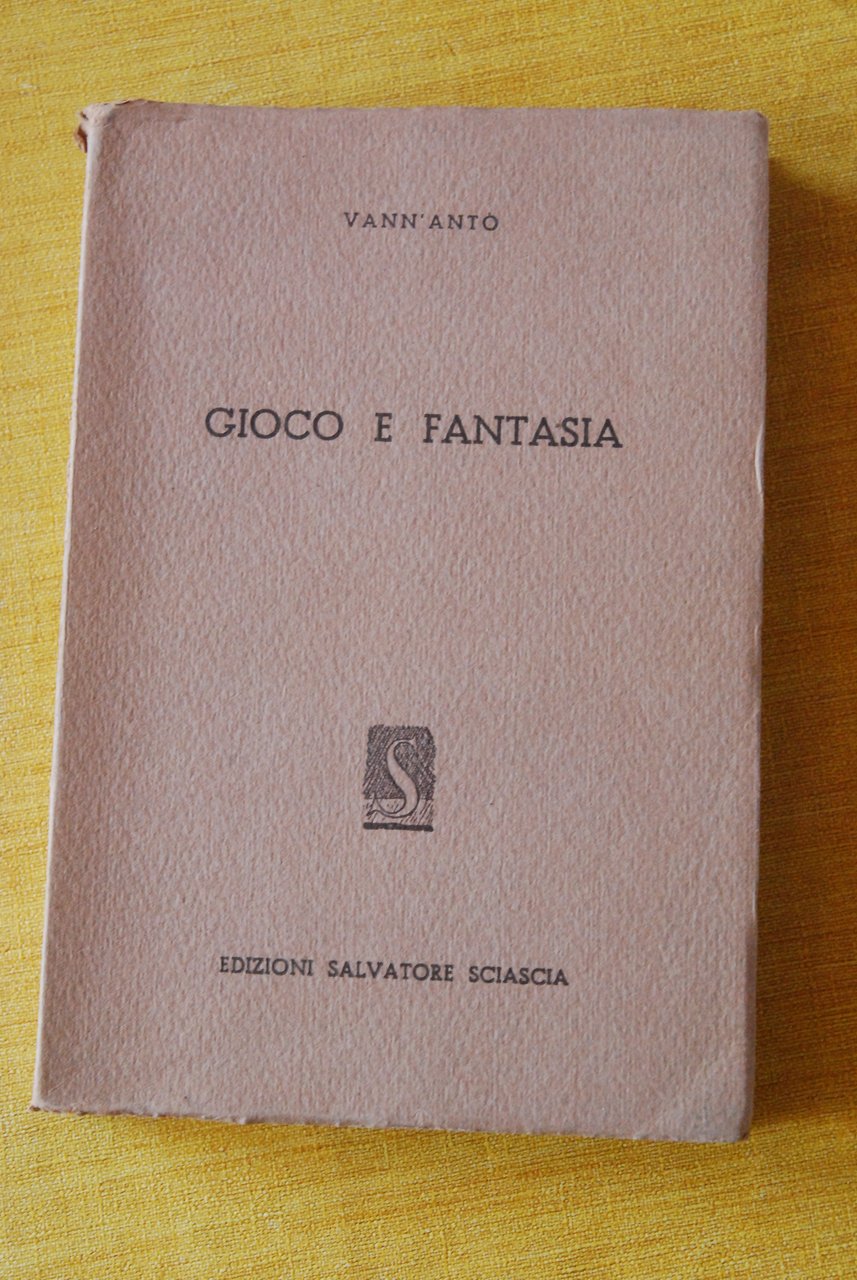 VANN'ANTÒ
GIOCO E FANTASIA
S
EDIZIONI SALVATORE SCIASCIA